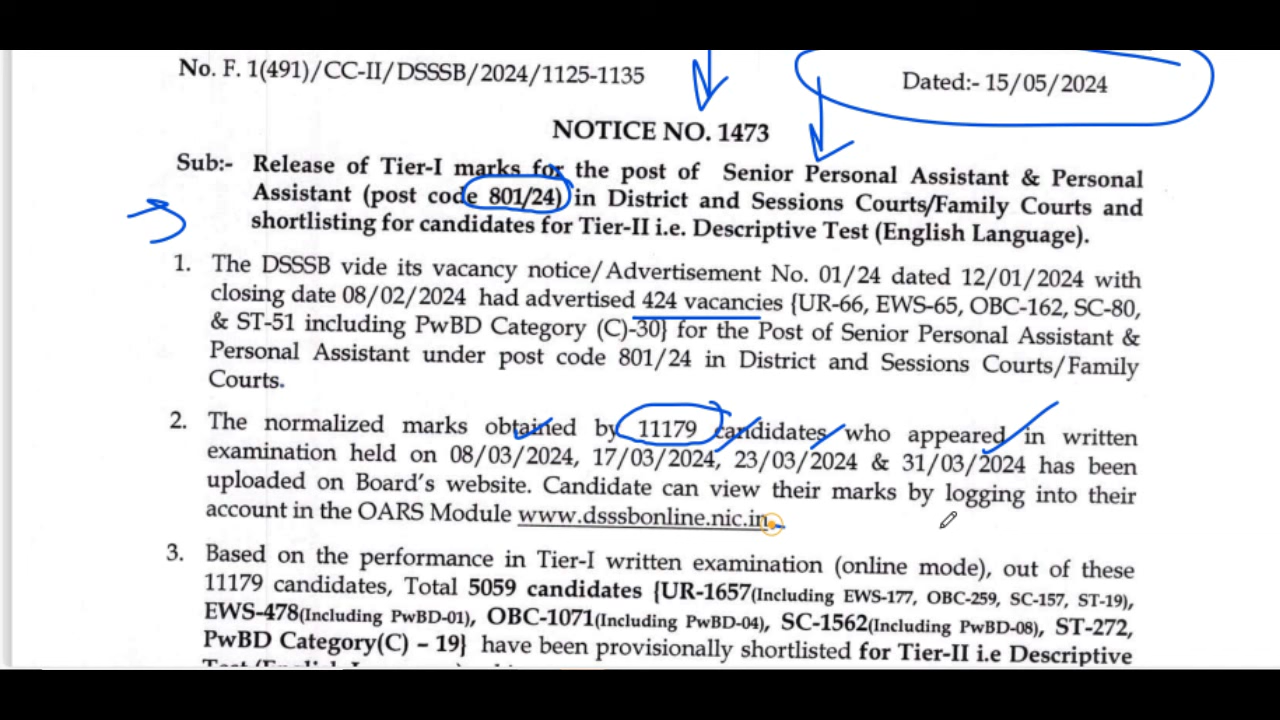 No. F. 1(491)/CC-II/DSSSB/2024/1125-1135
Dated:- 15/05/2024
NOTICE NO. 1473
Sub:- Release of Tier-I marks for the post of Senior Personal Assistant & Personal
Assistant (post code 801/24) in District and Sessions Courts/Family Courts and
shortlisting for candidates for Tier-II i.e. Descriptive Test (English Language).
1. The DSSSB vide its vacancy notice/Advertisement No. 01/24 dated 12/01/2024 with
closing date 08/02/2024 had advertised 424 vacancies {UR-66, EWS-65, OBC-162, SC-80,
& ST-51 including PwBD Category (C)-30} for the Post of Senior Personal Assistant &
Personal Assistant under post code 801/24 in District and Sessions Courts/Family
Courts.
2. The normalized marks obtained by 11179 candidates who appeared in written
examination held on 08/03/2024, 17/03/2024, 23/03/2024 & 31/03/2024 has been
uploaded on Board's website. Candidate can view their marks by logging into their
account in the OARS Module www.dsssbonline.nic.in
3. Based on the performance in Tier-I written examination (online mode), out of these
11179 candidates, Total 5059 candidates {UR-1657(Including EWS-177, OBC-259, SC-157, ST-19),
EWS-478(Including PwBD-01), OBC-1071(Including PwBD-04), SC-1562(Including PwBD-08), ST-272,
PwBD Category(C) – 19} have been provisionally shortlisted for Tier-II i.e Descriptive